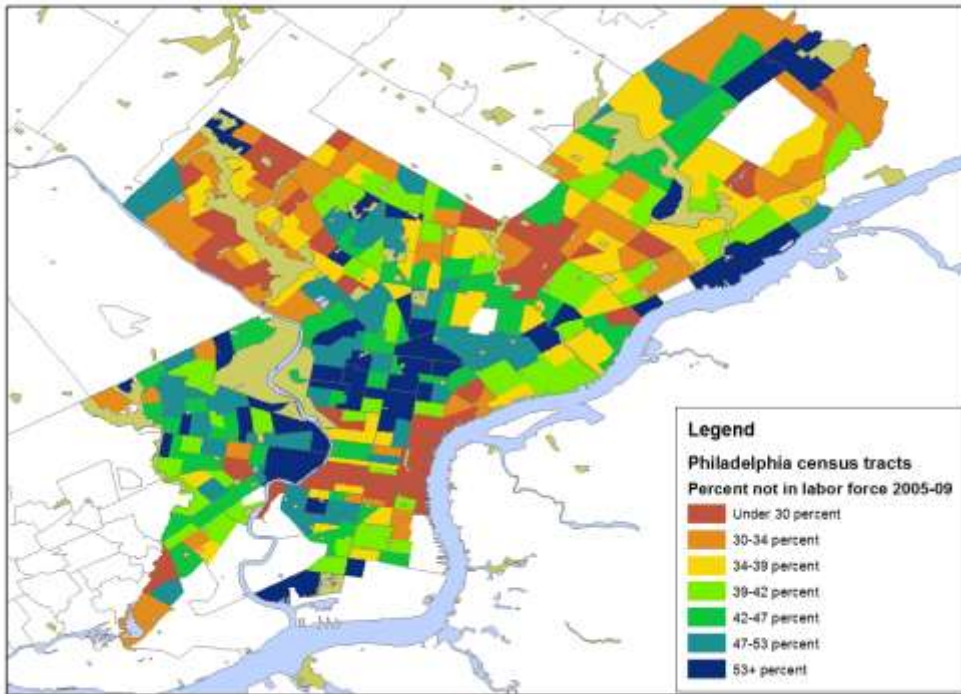 Legend
Philadelphia census tracts
Percent not in labor force 2005-09
Under 30 percent
30-34 percent
34-39 percent
39-42 percent
42-47 percent
47-53 percent
53+ percent